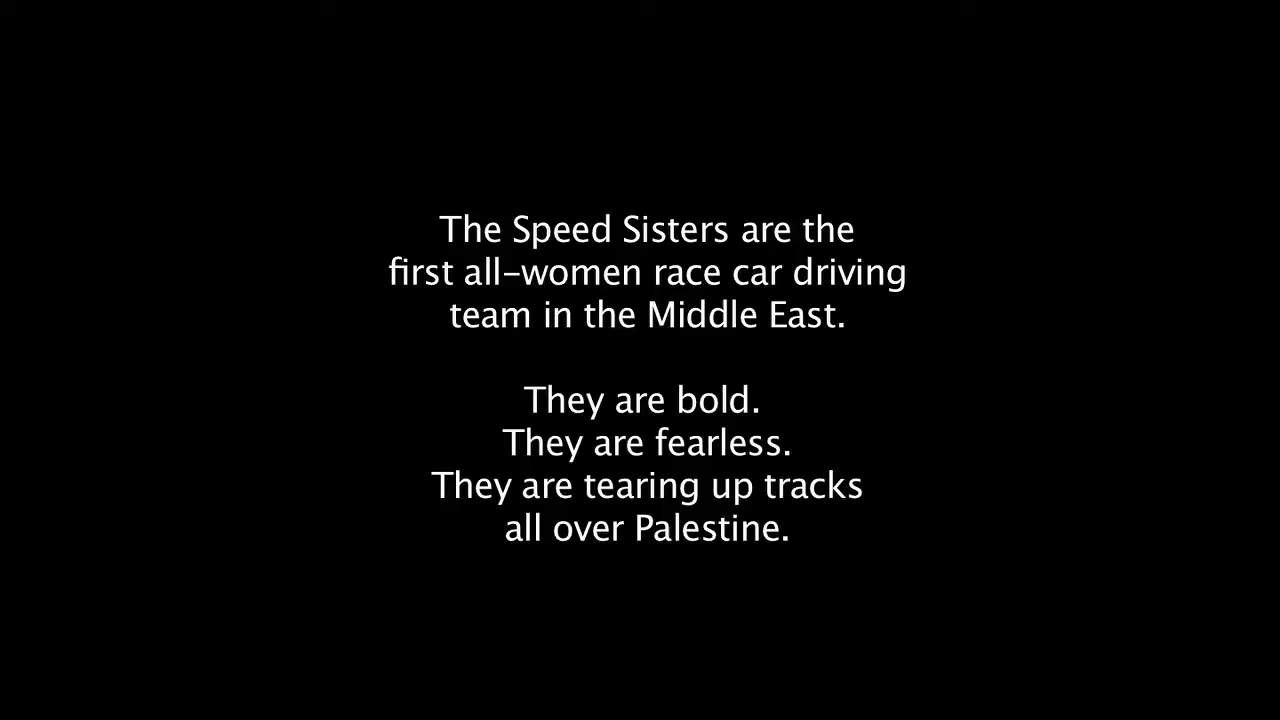 The Speed Sisters are the
first all-women race car driving
team in the Middle East.
They are bold.
They are fearless.
They are tearing up tracks
all over Palestine.